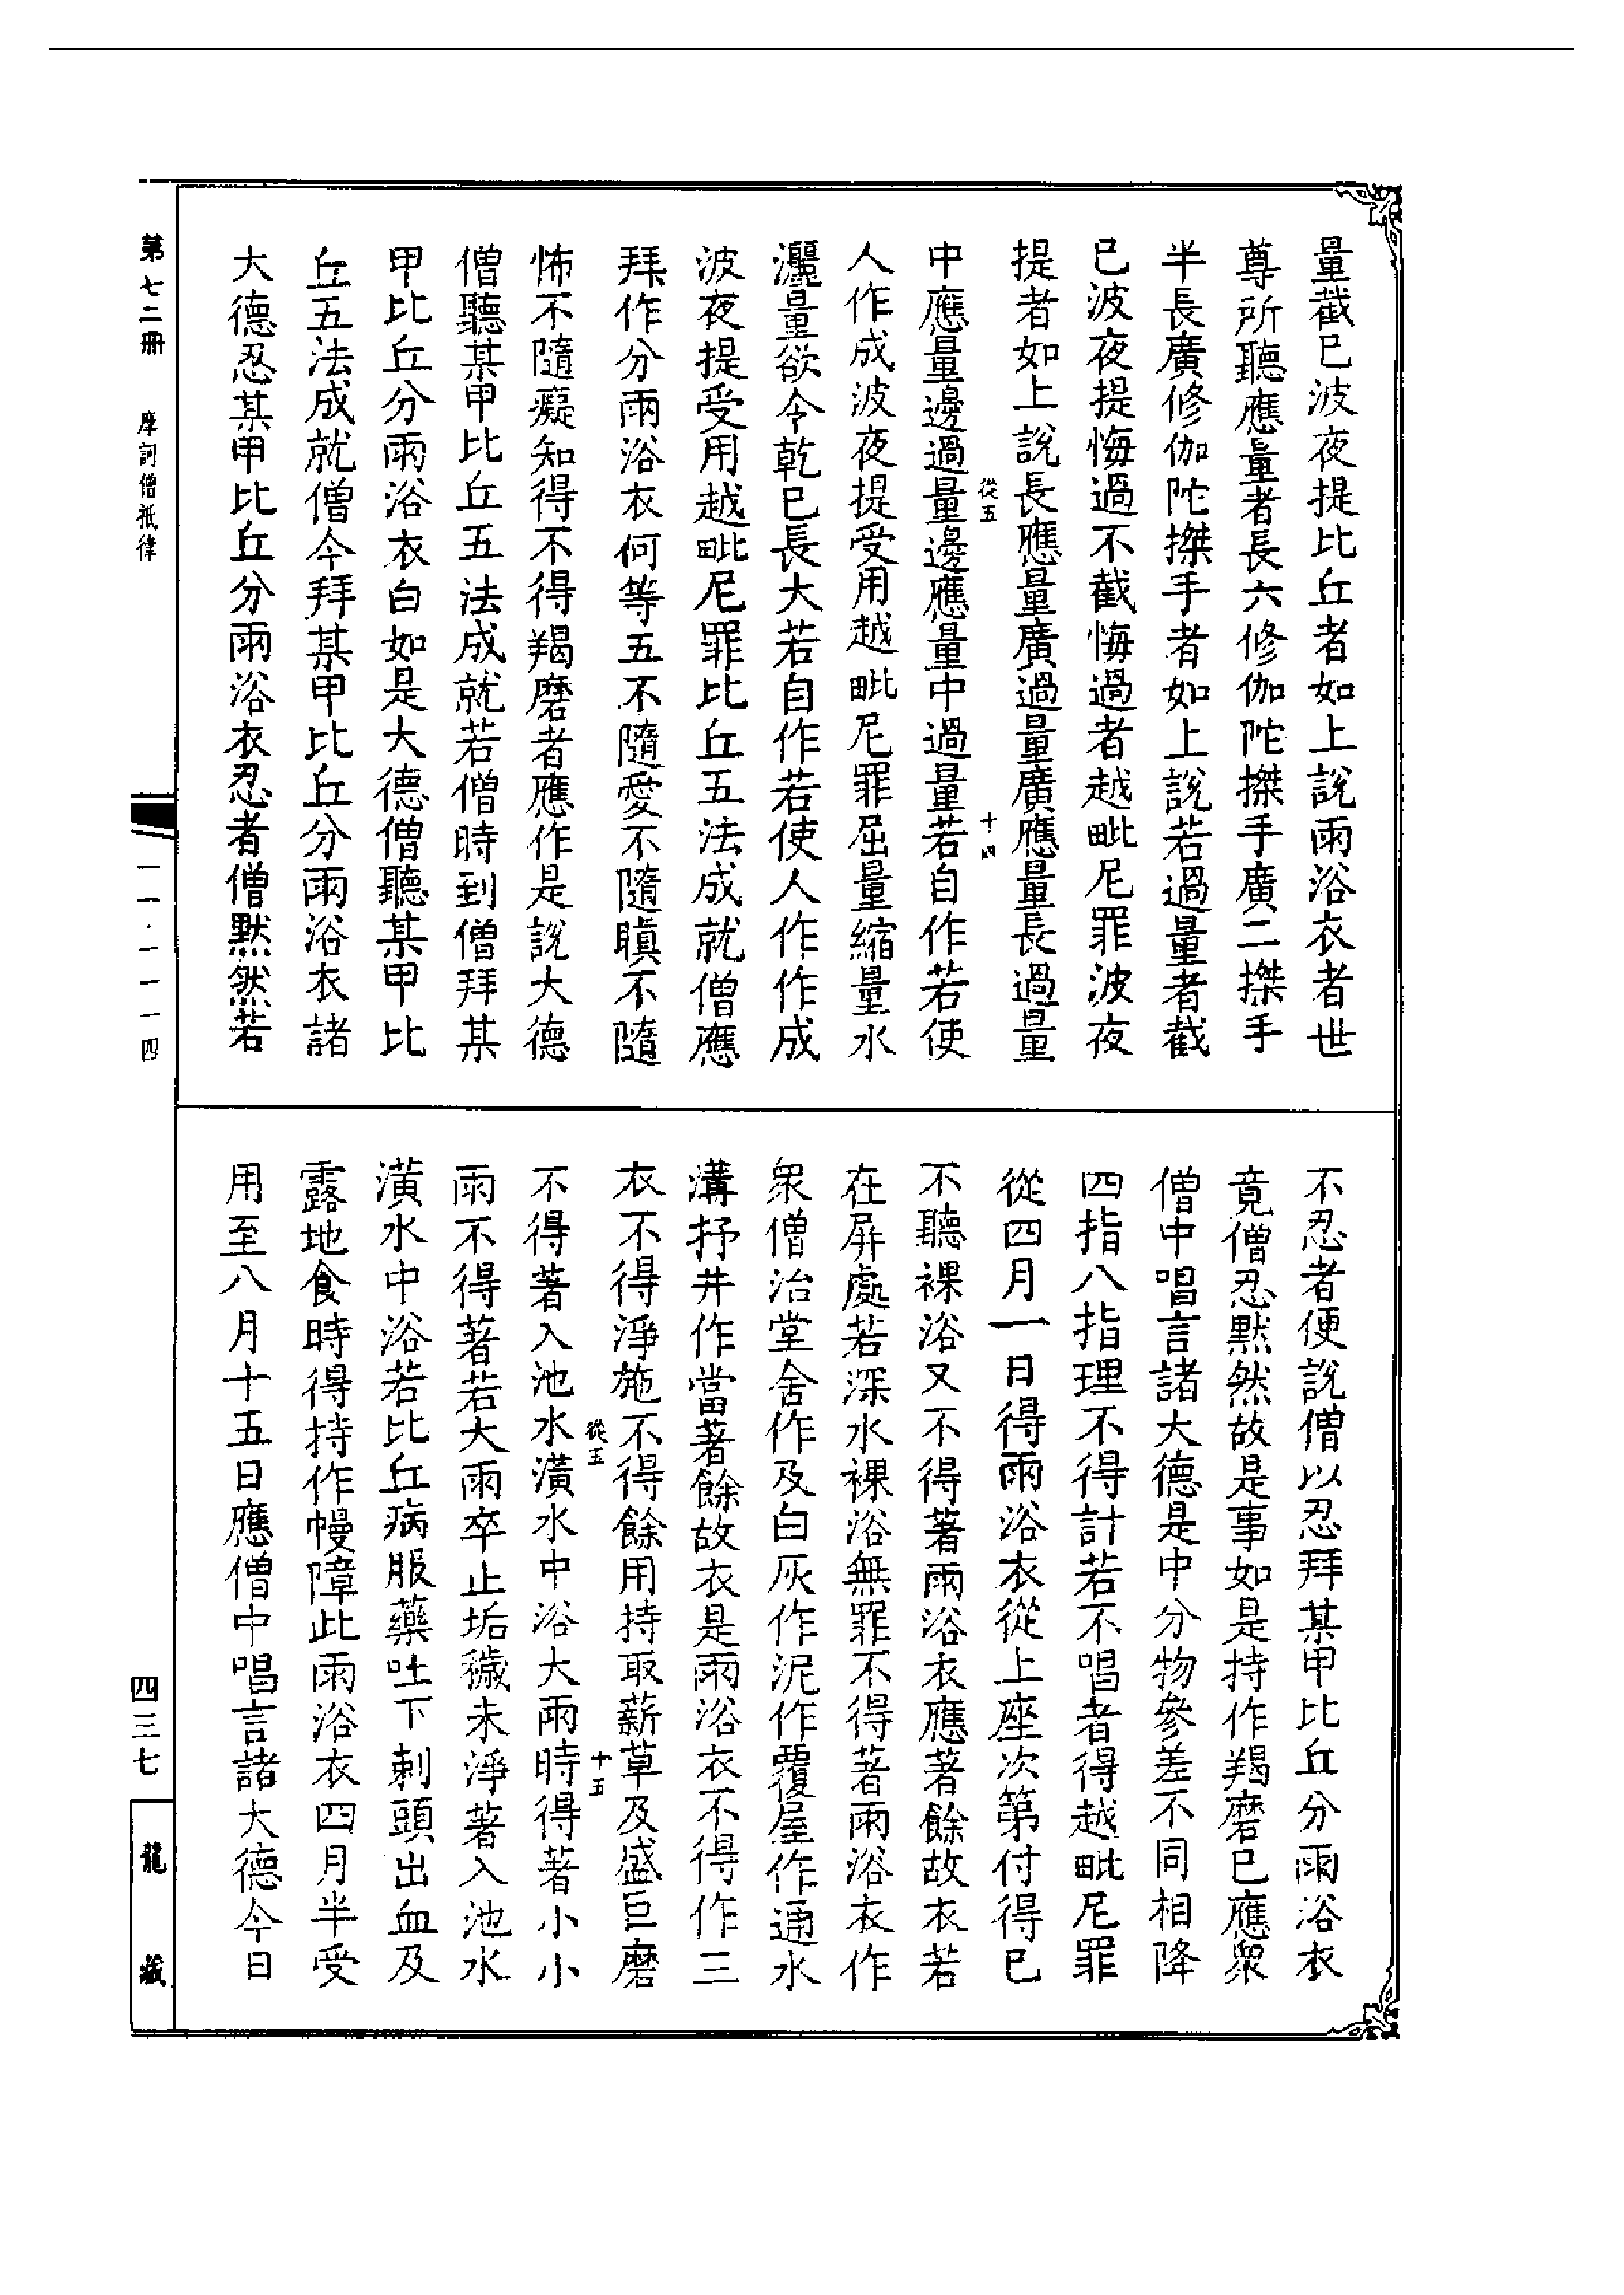 量截已波夜提比丘者如上說雨浴衣者世
尊所聽應量者長六修伽陀搩手廣二搩手
半長廣修伽陀搩手者如上說若過量者截
已波夜提悔過不截悔過者越毗尼罪波夜
提者如上說長應量廣過量廣應量長過量
從五
十四
中應量邊過量邊應量中過量若自作若使
人作成波夜提受用越毗尼罪屈量縮量水
灑量欲令乾已長大若自作若使人作作成
波夜提受用越毗尼罪比丘五法成就僧應
拜作分雨浴衣何等五不隨愛不隨瞋不隨
怖不隨癡知得不得羯磨者應作是說大德
僧聽某甲比丘五法成就若僧時到僧拜某
甲比丘分雨浴衣白如是大德僧聽某甲比
丘五法成就僧今拜某甲比丘分雨浴衣諸
大德忍某甲比丘分雨浴衣忍者僧默然若
不忍者便說僧以忍拜某甲比丘分雨浴衣
竟僧忍默然故是事如是持作羯磨已應眾
僧中唱言諸大德是中分物參差不同相降
四指八指理不得計若不唱者得越毗尼罪
從四月一日得雨浴衣從上座次第付得已
不聽裸浴又不得著雨浴衣應著餘故衣若
在屏處若深水裸浴無罪不得著雨浴衣作
眾僧治堂舍作及白灰作泥作覆屋作通水
溝抒井作當著餘故衣是雨浴衣不得作三
衣不得淨施不得餘用持取薪草及盛巨磨
從五
十五
不得著入池水潢水中浴大雨時得著小小
雨不得著若大雨卒止垢穢未淨著入池水
潢水中浴若比丘病服藥吐下刺頭出血及
露地食時得持作幔障此雨浴衣四月半受
用至八月十五日應僧中唱言諸大德今日
第七二冊
摩訶僧祇律
一一·一一一四
四三七
龍藏